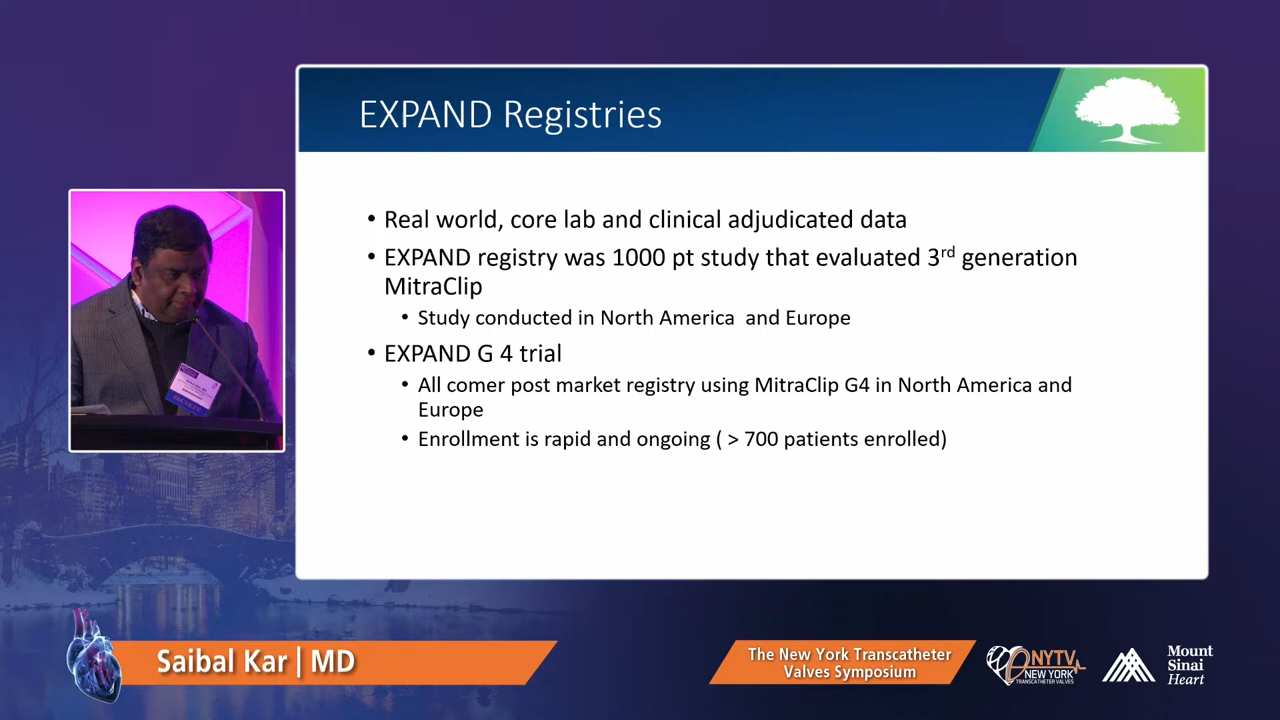 EXPAND Registries
• Real world, core lab and clinical adjudicated data
• EXPAND registry was 1000 pt study that evaluated 3rd generation
MitraClip
• Study conducted in North America and Europe
• EXPAND G 4 trial
• All comer post market registry using MitraClip G4 in North America and
Europe
• Enrollment is rapid and ongoing ( > 700 patients enrolled)
FACULTY
Saibal Kar | MD
The New York Transcatheter
Valves Symposium
NYTV
NEW YORK
TRANSCATHETER VALVES
Mount
Sinai
Heart